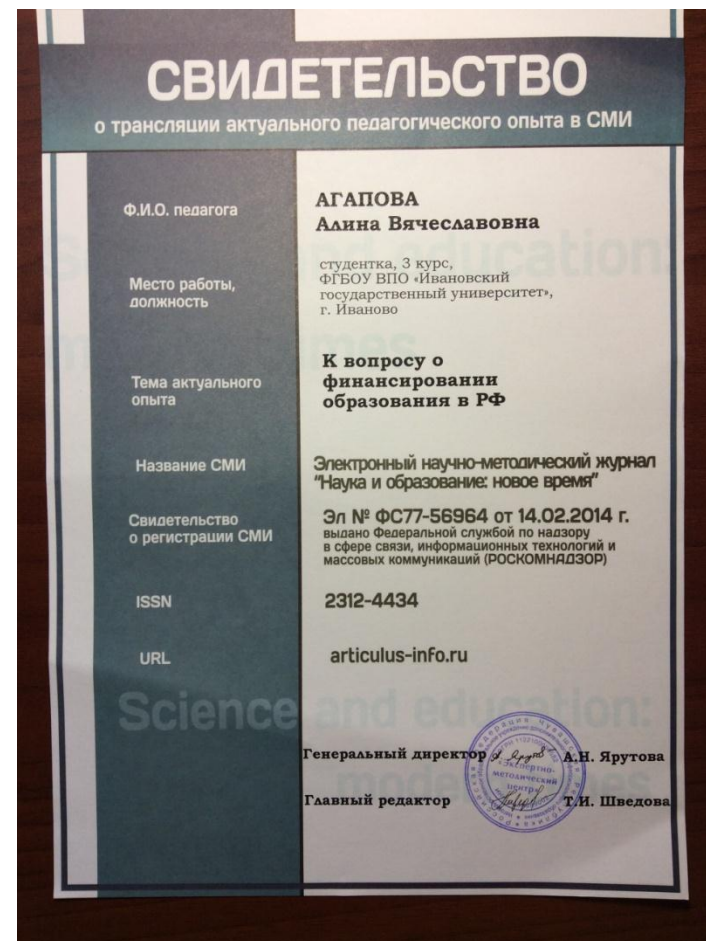 СВИДЕТЕЛЬСТВО
о трансляции актуального педагогического опыта в СМИ
Ф.И.О. педагога
АГАПОВА
Алина Вячеславовна
Место работы,
должность
студентка, 3 курс,
ФГБОУ ВПО «Ивановский
государственный университет»,
г. Иваново
Тема актуального
опыта
К вопросу о
финансировании
образования в РФ
Название СМИ
Электронный научно-методический журнал
"Наука и образование: новое время"
Свидетельство
о регистрации СМИ
Эл № ФС77-56964 от 14.02.2014 г.
выдано Федеральной службой по надзору
в сфере связи, информационных технологий и
массовых коммуникаций (РОСКОМНАДЗОР)
ISSN
2312-4434
URL
articulus-info.ru
Science and education:
Генеральный директор
А.Н. Ярутова
Экспертно-
методический
центр
Главный редактор
Т.И. Шведова